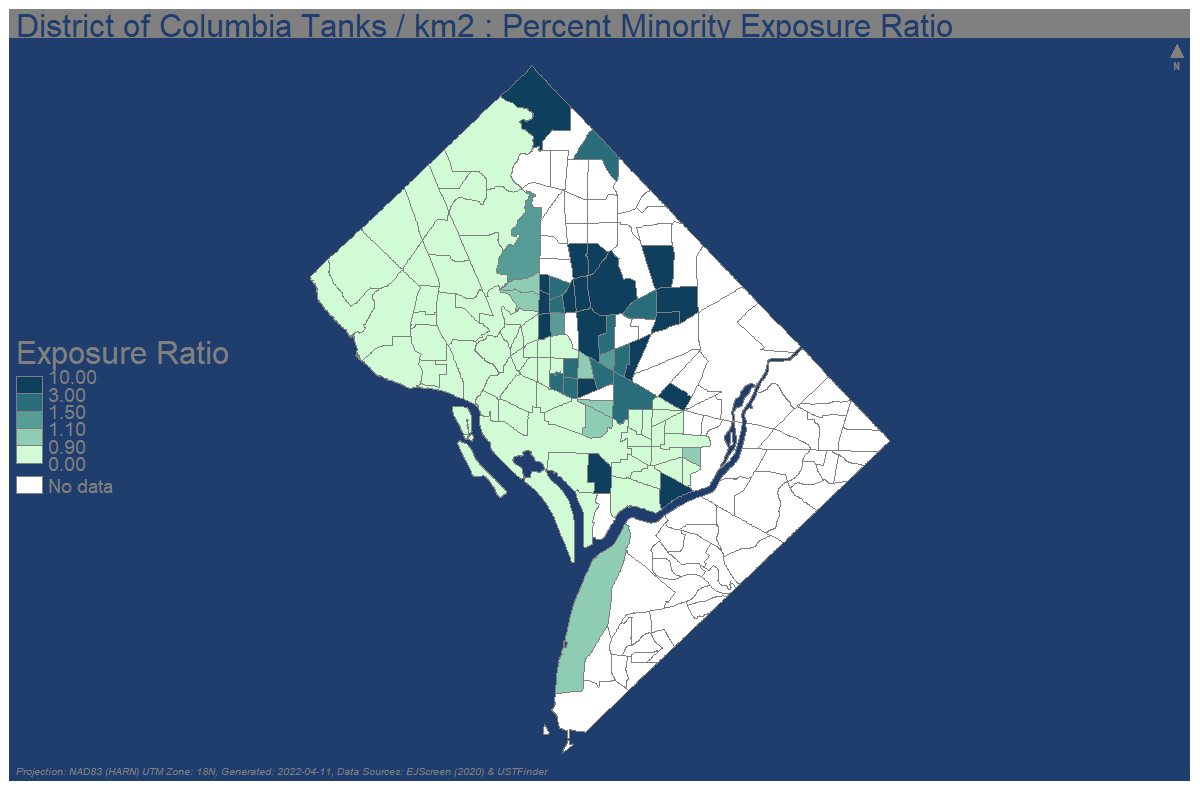 District of Columbia Tanks / km2 : Percent Minority Exposure Ratio
N
Exposure Ratio
10.00
3.00
1.50
1.10
0.90
0.00
No data
Projection: NAD83 (HARN) UTM Zone: 18N, Generated: 2022-04-11, Data Sources: EJScreen (2020) & USTFinder